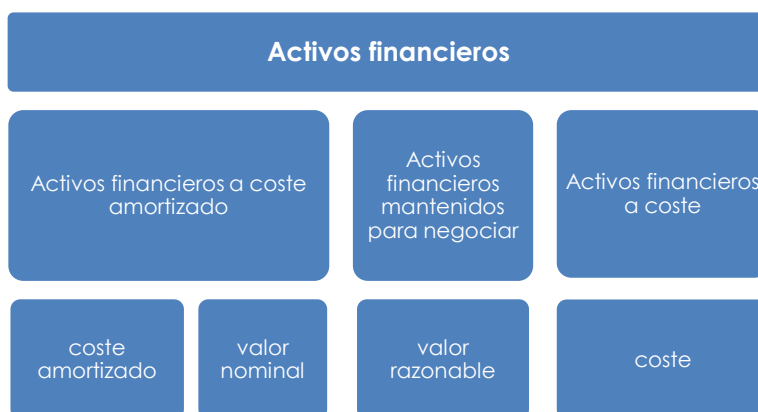 Activos financieros
Activos financieros a coste
amortizado
Activos
financieros
mantenidos
para negociar
Activos financieros
a coste
coste
amortizado
valor
nominal
valor
razonable
coste